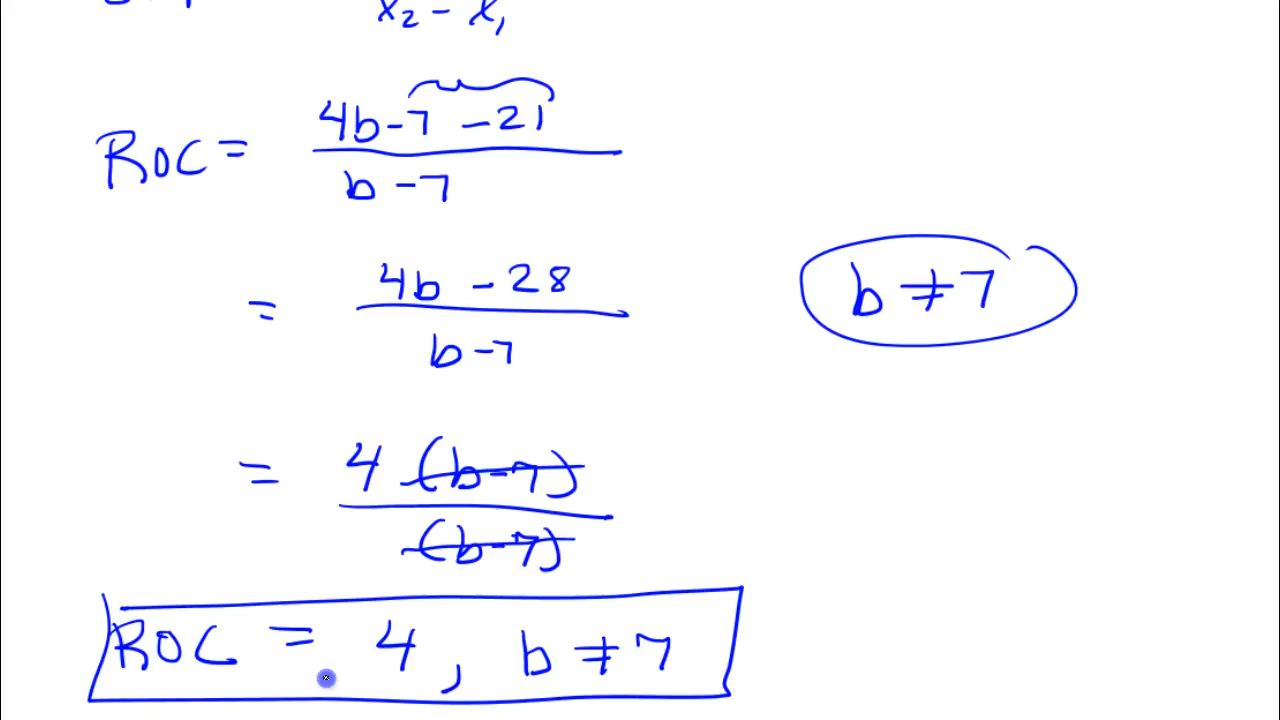 x₂ - x₁
4b-7 -21
ROC =
b-7
4b - 28
=
b-7
b ≠ 7
4 (b-7)
=
(b-7)
ROC = 4, b ≠ 7